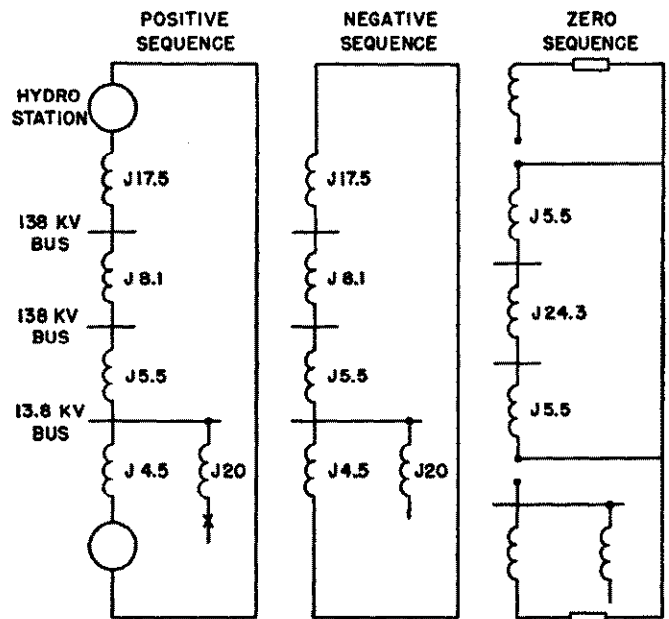 POSITIVE
SEQUENCE
NEGATIVE
SEQUENCE
ZERO
SEQUENCE
HYDRO
STATION
J17.5
138 KV
BUS
J8.1
138 KV
BUS
J5.5
13.8 KV
BUS
J4.5
J20
J17.5
J8.1
J5.5
J4.5
J20
J5.5
J24.3
J5.5